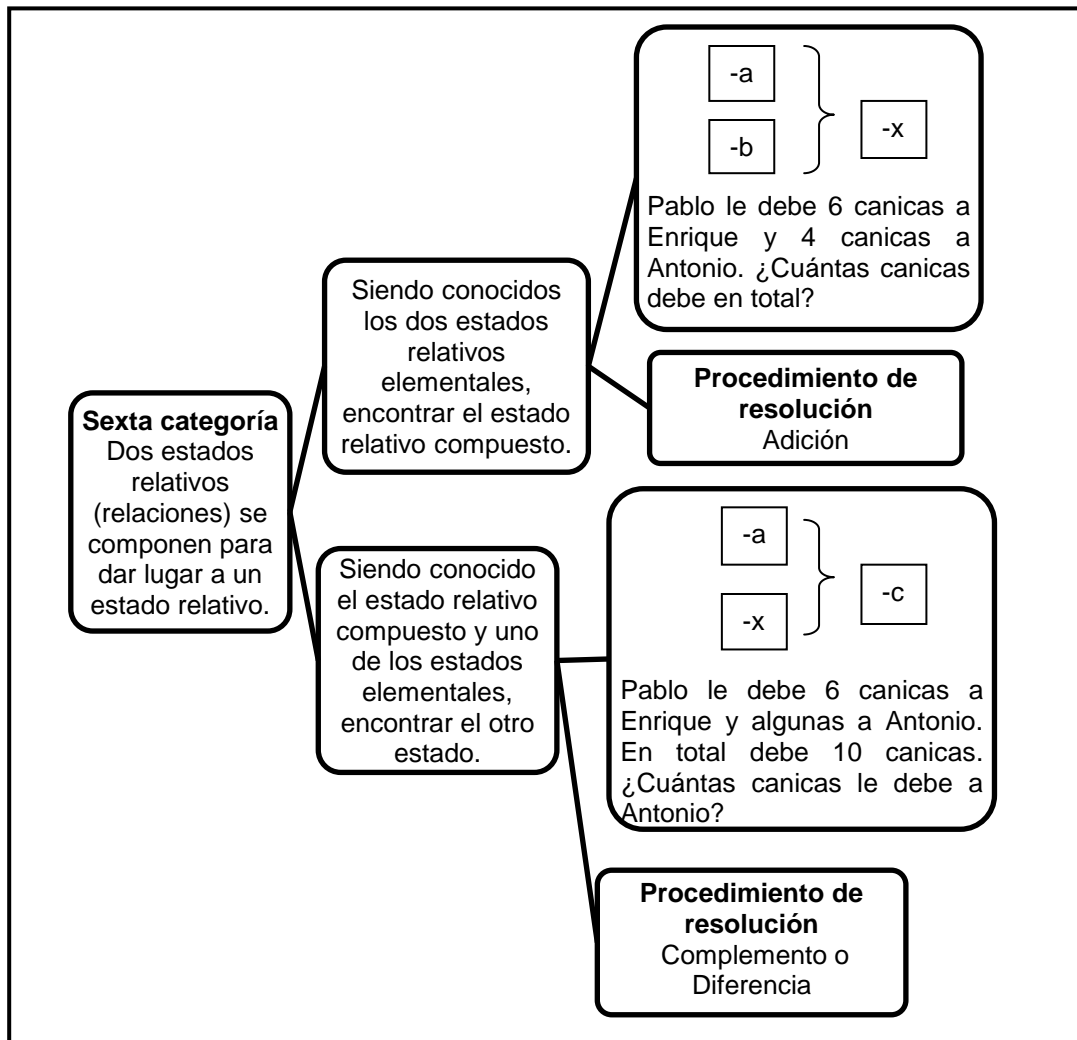 Sexta categoría
Dos estados
relativos
(relaciones) se
componen para
dar lugar a un
estado relativo.
Siendo conocidos
los dos estados
relativos
elementales,
encontrar el estado
relativo compuesto.
-a
-b
-x
Pablo le debe 6 canicas a
Enrique y 4 canicas a
Antonio. ¿Cuántas canicas
debe en total?
Procedimiento de
resolución
Adición
Siendo conocido
el estado relativo
compuesto y uno
de los estados
elementales,
encontrar el otro
estado.
-a
-x
-c
Pablo le debe 6 canicas a
Enrique y algunas a Antonio.
En total debe 10 canicas.
¿Cuántas canicas le debe a
Antonio?
Procedimiento de
resolución
Complemento o
Diferencia